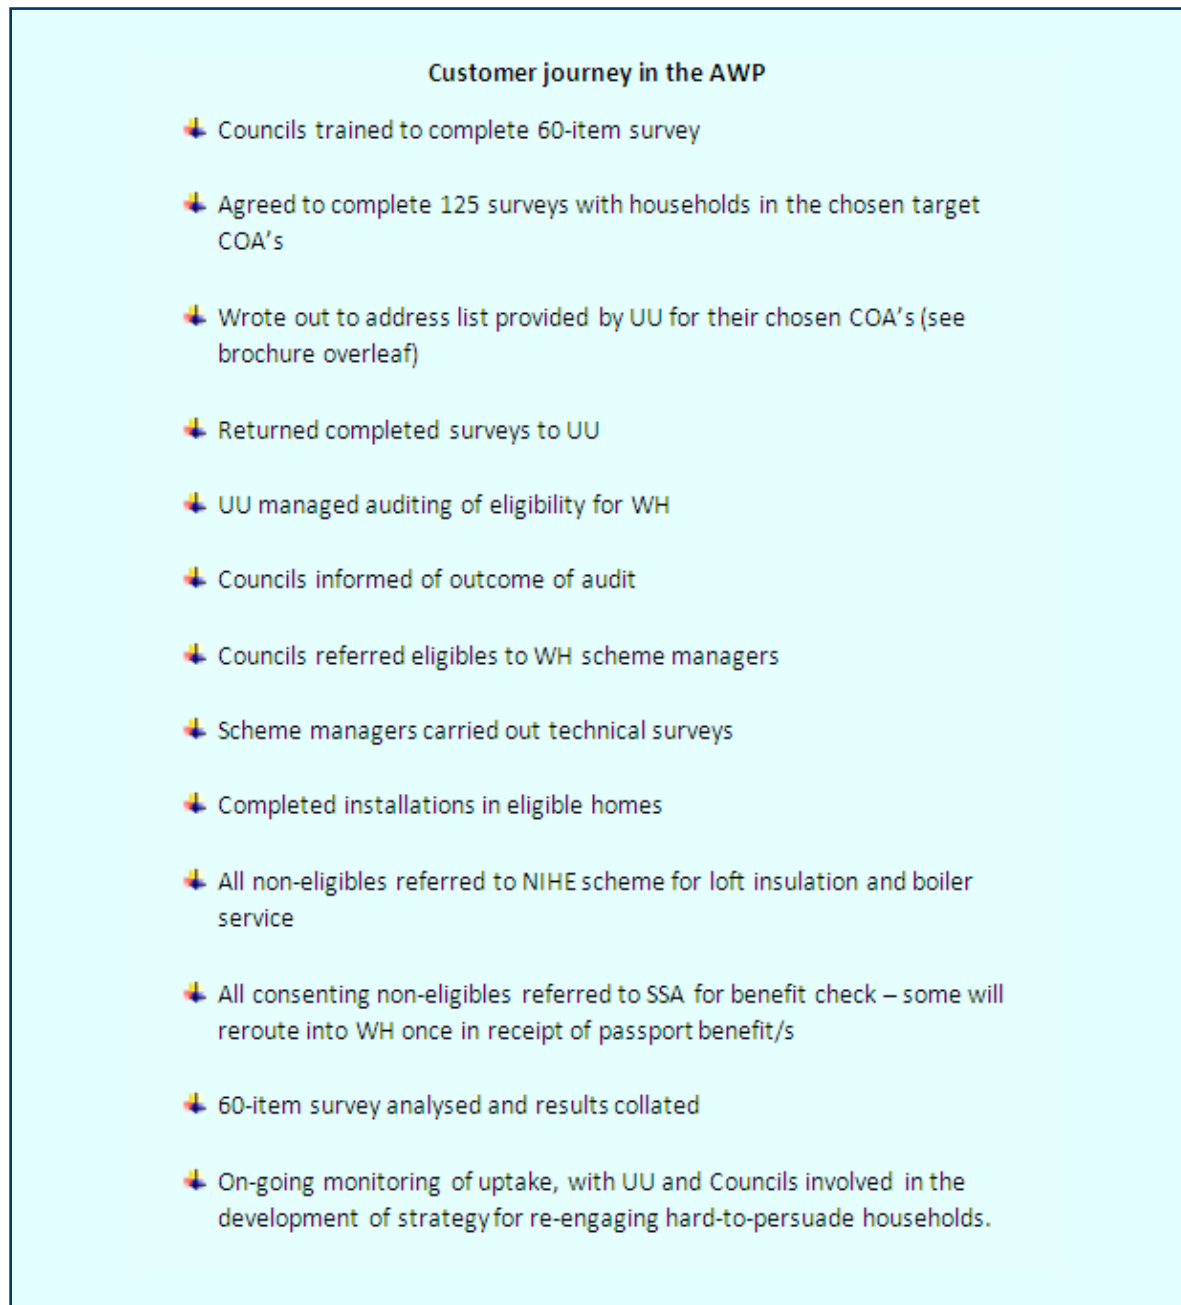 Customer journey in the AWP
Councils trained to complete 60-item survey
Agreed to complete 125 surveys with households in the chosen target
COA's
Wrote out to address list provided by UU for their chosen COA's (see
brochure overleaf)
Returned completed surveys to UU
UU managed auditing of eligibility for WH
Councils informed of outcome of audit
Councils referred eligibles to WH scheme managers
Scheme managers carried out technical surveys
Completed installations in eligible homes
All non-eligibles referred to NIHE scheme for loft insulation and boiler
service
All consenting non-eligibles referred to SSA for benefit check – some will
reroute into WH once in receipt of passport benefit/s
60-item survey analysed and results collated
On-going monitoring of uptake, with UU and Councils involved in the
development of strategy for re-engaging hard-to-persuade households.